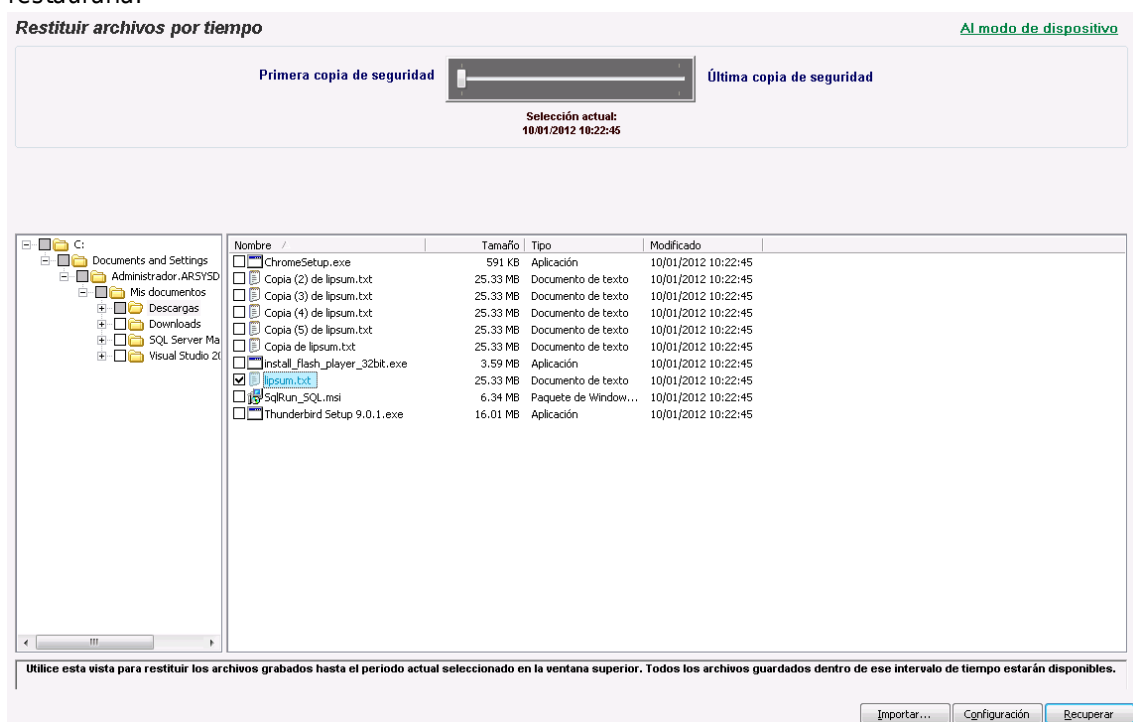 restaurarla.
Restituir archivos por tiempo
Al modo de dispositivo
Primera copia de seguridad
Última copia de seguridad
Selección actual:
10/01/2012 10:22:45
C:
Documents and Settings
Administrador.ARSYSD
Mis documentos
Descargas
Downloads
SQL Server Ma
Visual Studio 20
Nombre Tamaño Tipo Modificado
ChromeSetup.exe 591 KB Aplicación 10/01/2012 10:22:45
Copia (2) de lipsum.txt 25.33 MB Documento de texto 10/01/2012 10:22:45
Copia (3) de lipsum.txt 25.33 MB Documento de texto 10/01/2012 10:22:45
Copia (4) de lipsum.txt 25.33 MB Documento de texto 10/01/2012 10:22:45
Copia (5) de lipsum.txt 25.33 MB Documento de texto 10/01/2012 10:22:45
Copia de lipsum.txt 25.33 MB Documento de texto 10/01/2012 10:22:45
install_flash_player_32bit.exe 3.59 MB Aplicación 10/01/2012 10:22:45
lipsum.txt 25.33 MB Documento de texto 10/01/2012 10:22:45
SqlRun_SQL.msi 6.34 MB Paquete de Window... 10/01/2012 10:22:45
Thunderbird Setup 9.0.1.exe 16.01 MB Aplicación 10/01/2012 10:22:45
Utilice esta vista para restituir los archivos grabados hasta el periodo actual seleccionado en la ventana superior. Todos los archivos guardados dentro de ese intervalo de tiempo estarán disponibles.
Importar... Configuración Recuperar